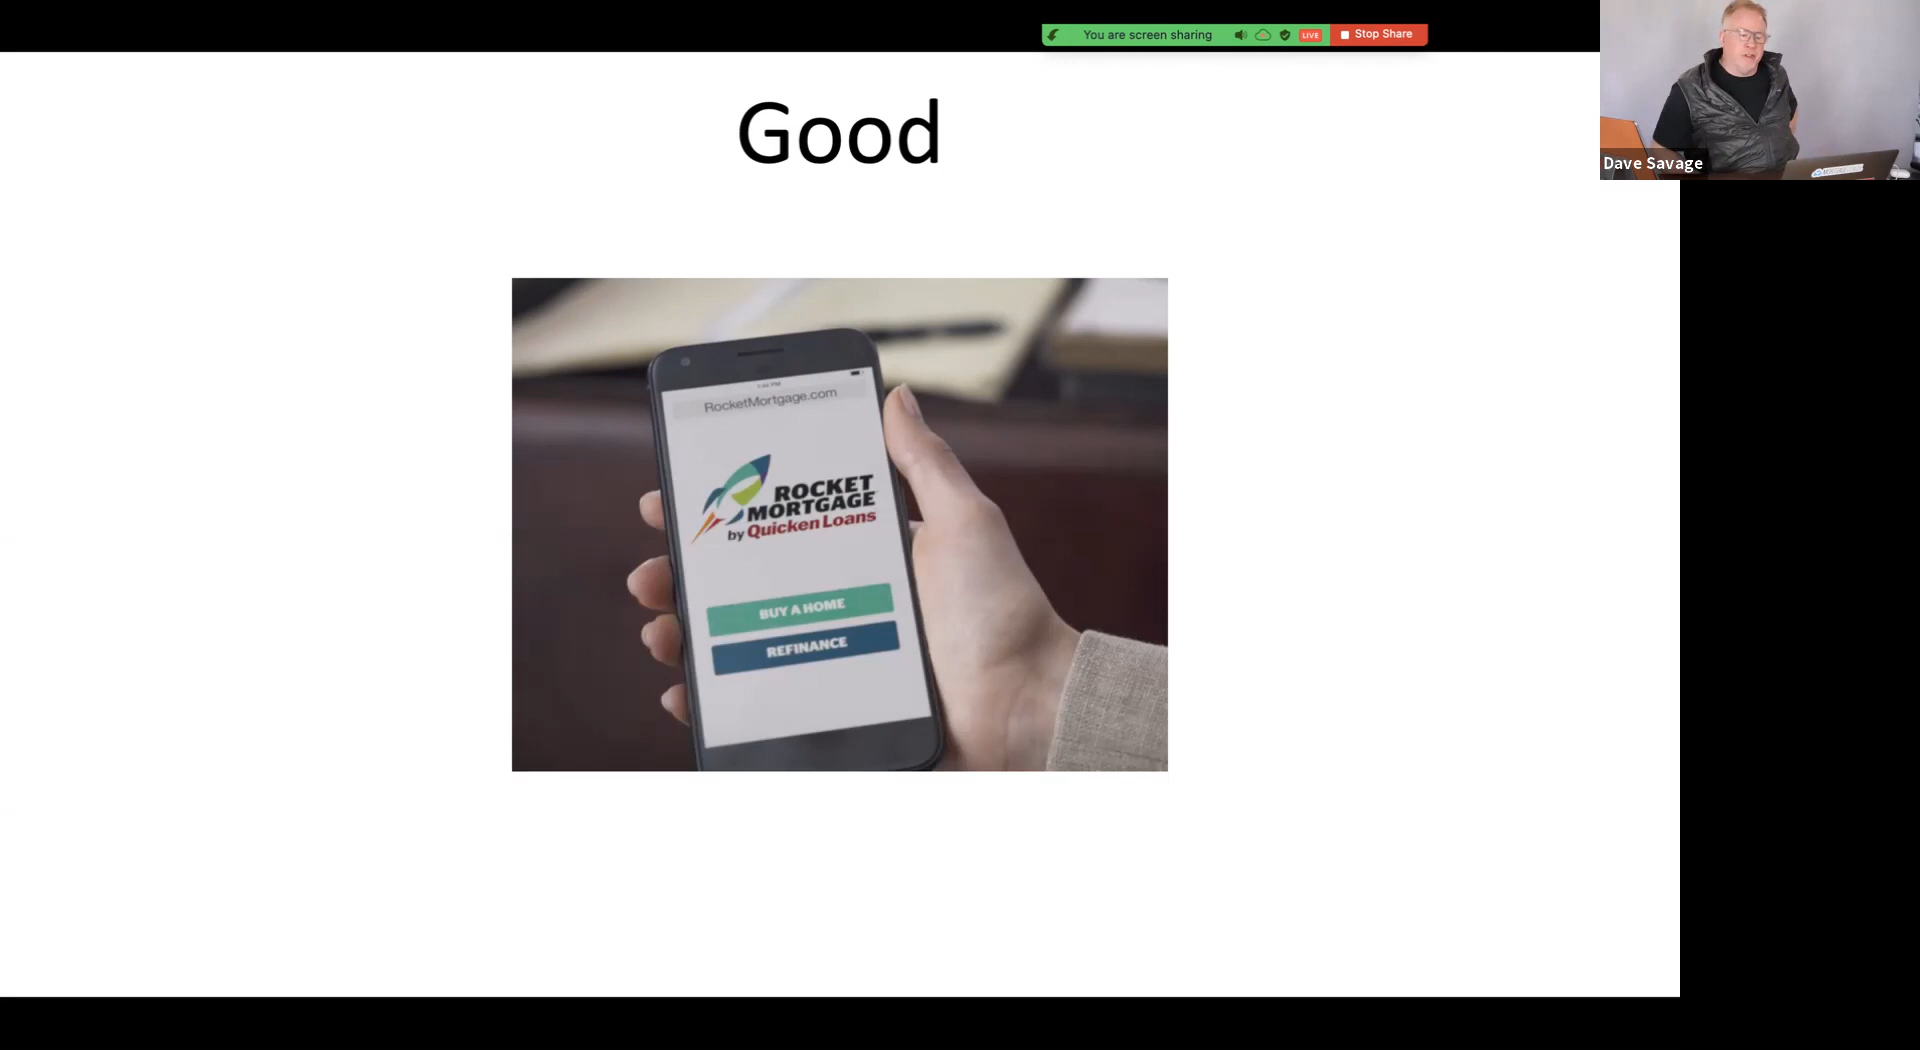 You are screen sharing
LIVE
Stop Share
Dave Savage
Good
RocketMortgage.com
ROCKET
MORTGAGE
by Quicken Loans
BUY A HOME
REFINANCE